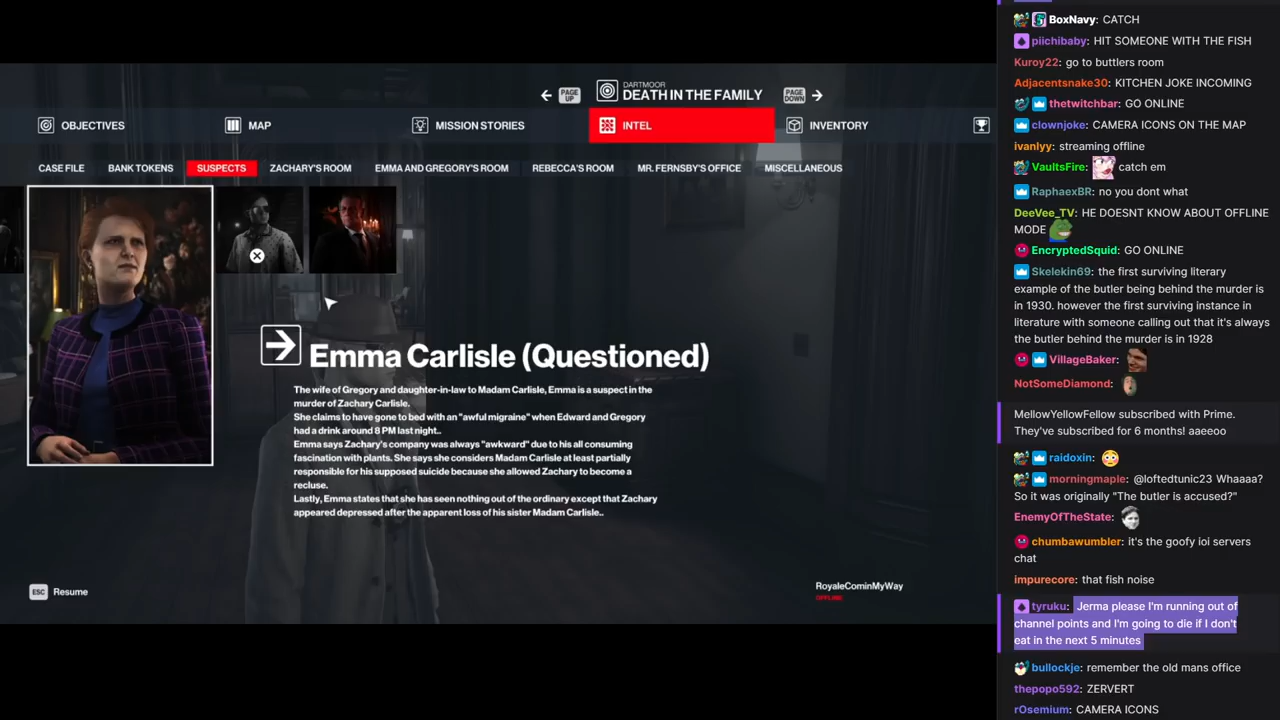 DARTMOOR
DEATH IN THE FAMILY
PAGE UP
PAGE DOWN
OBJECTIVES
MAP
MISSION STORIES
INTEL
INVENTORY
CASE FILE
BANK TOKENS
SUSPECTS
ZACHARY'S ROOM
EMMA AND GREGORY'S ROOM
REBECCA'S ROOM
MR. FERNSBY'S OFFICE
MISCELLANEOUS
Emma Carlisle (Questioned)
The wife of Gregory and daughter-in-law to Madam Carlisle, Emma is a suspect in the
murder of Zachary Carlisle.
She claims to have gone to bed with an "awful migraine" when Edward and Gregory
had a drink around 8 PM last night..
Emma says Zachary's company was always "awkward" due to his all consuming
fascination with plants. She says she considers Madam Carlisle at least partially
responsible for his supposed suicide because she allowed Zachary to become a
recluse.
Lastly, Emma states that she has seen nothing out of the ordinary except that Zachary
appeared depressed after the apparent loss of his sister Madam Carlisle..
ESC Resume
RoyaleCominMyWay
OFFLINE
BoxNavy: CATCH
piichibaby: HIT SOMEONE WITH THE FISH
Kuroy22: go to buttlers room
Adjacentsnake30: KITCHEN JOKE INCOMING
thetwitchbar: GO ONLINE
clownjoke: CAMERA ICONS ON THE MAP
ivanlyy: streaming offline
VaultsFire: catch em
RaphaexBR: no you dont what
DeeVee_TV: HE DOESNT KNOW ABOUT OFFLINE
MODE
EncryptedSquid: GO ONLINE
Skelekin69: the first surviving literary
example of the butler being behind the murder is
in 1930. however the first surviving instance in
literature with someone calling out that it's always
the butler behind the murder is in 1928
VillageBaker:
NotSomeDiamond:
MellowYellowFellow subscribed with Prime.
They've subscribed for 6 months! aaeeoo
raidoxin:
morningmapie: @loftedtunic23 Whaaaa?
So it was originally "The butler is accused?"
EnemyOfTheState:
chumbawumbler: it's the goofy ioi servers
chat
impurecore: that fish noise
tyruku: Jerma please I'm running out of
channel points and I'm going to die if I don't
eat in the next 5 minutes
bullockje: remember the old mans office
thepopo592: ZERVERT
rOsemium: CAMERA ICONS